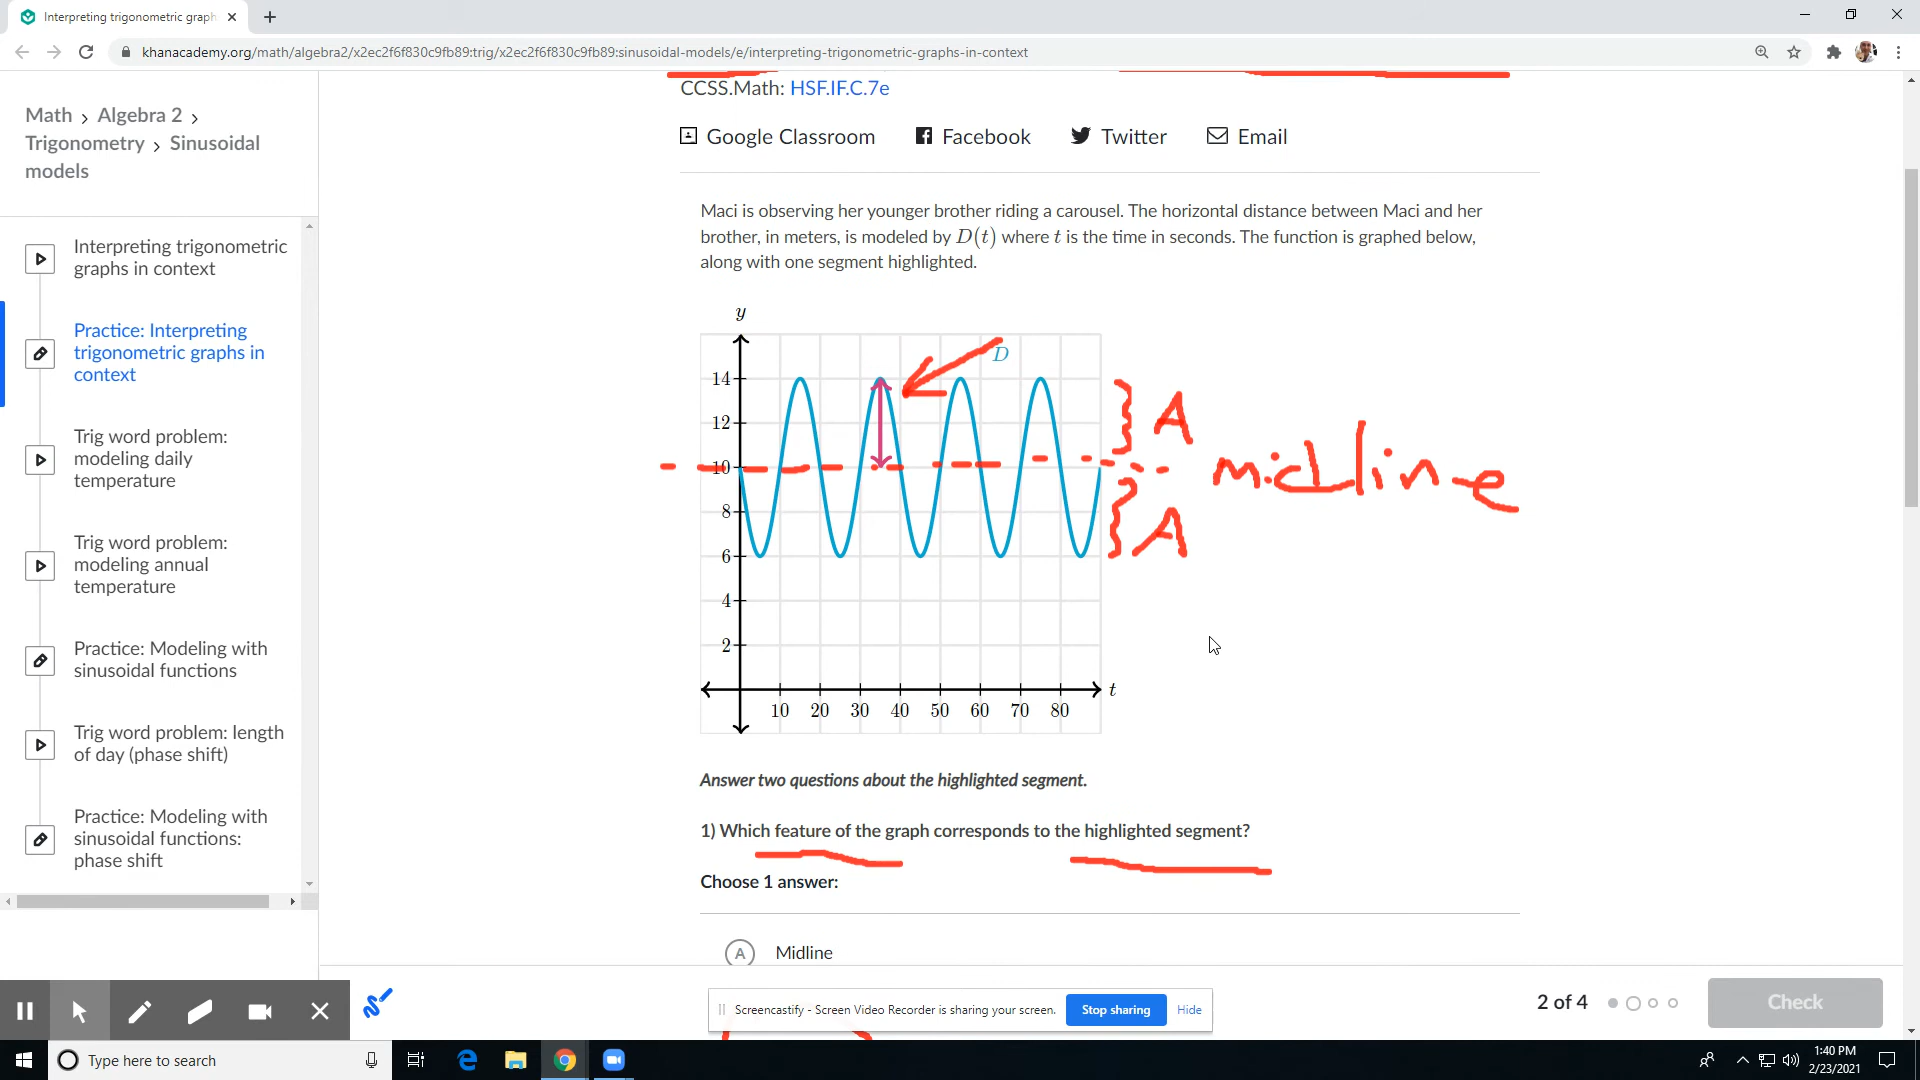 Interpreting trigonometric graph
khanacademy.org/math/algebra2/x2ec2f6f830c9fb89:trig/x2ec2f6f830c9fb89:sinusoidal-models/e/interpreting-trigonometric-graphs-in-context
Math > Algebra 2 >
Trigonometry > Sinusoidal
models
Interpreting trigonometric
graphs in context
Practice: Interpreting
trigonometric graphs in
context
Trig word problem:
modeling daily
temperature
Trig word problem:
modeling annual
temperature
Practice: Modeling with
sinusoidal functions
Trig word problem: length
of day (phase shift)
Practice: Modeling with
sinusoidal functions:
phase shift
CCSS.Math: HSF.IF.C.7e
Google Classroom Facebook Twitter Email
Maci is observing her younger brother riding a carousel. The horizontal distance between Maci and her
brother, in meters, is modeled by D(t) where t is the time in seconds. The function is graphed below,
along with one segment highlighted.
y
D
14
12
10
8
6
4
2
10 20 30 40 50 60 70 80
t
A
midline
A
Answer two questions about the highlighted segment.
1) Which feature of the graph corresponds to the highlighted segment?
Choose 1 answer:
A Midline
Screencastify - Screen Video Recorder is sharing your screen. Stop sharing Hide
2 of 4
Check
Type here to search
1:40 PM
2/23/2021